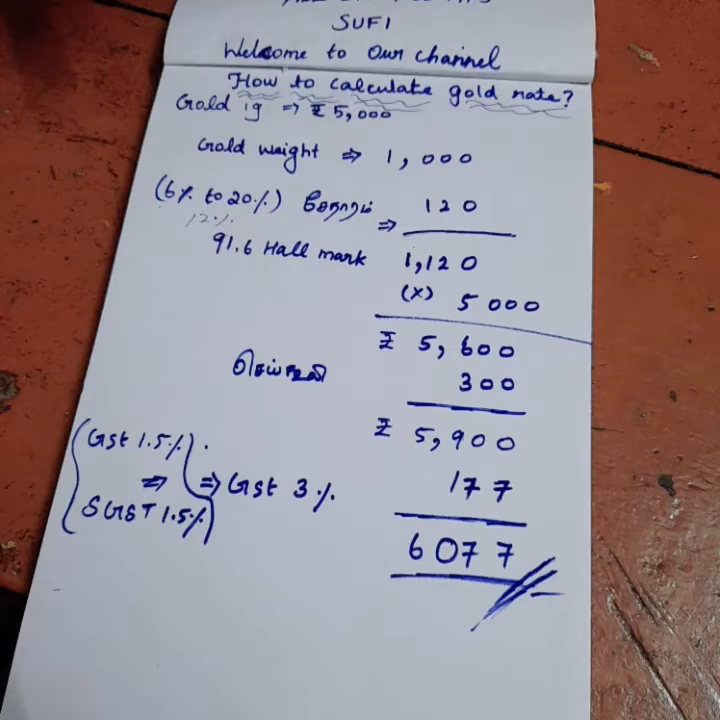 SUFI
Welcome to Our channel
How to calculate gold rate?
Gold 1g ⇒ ₹ 5,000
Gold weight ⇒ 1,000
(6% to 20%) சேதாரம் ⇒ 120
12%
91.6 Hall mark 1,120
(×) 5000
₹ 5,600
செய்கூலி 300
₹ 5,900
Gst 1.5%
⇒ Gst 3% 177
SGST 1.5%
6077